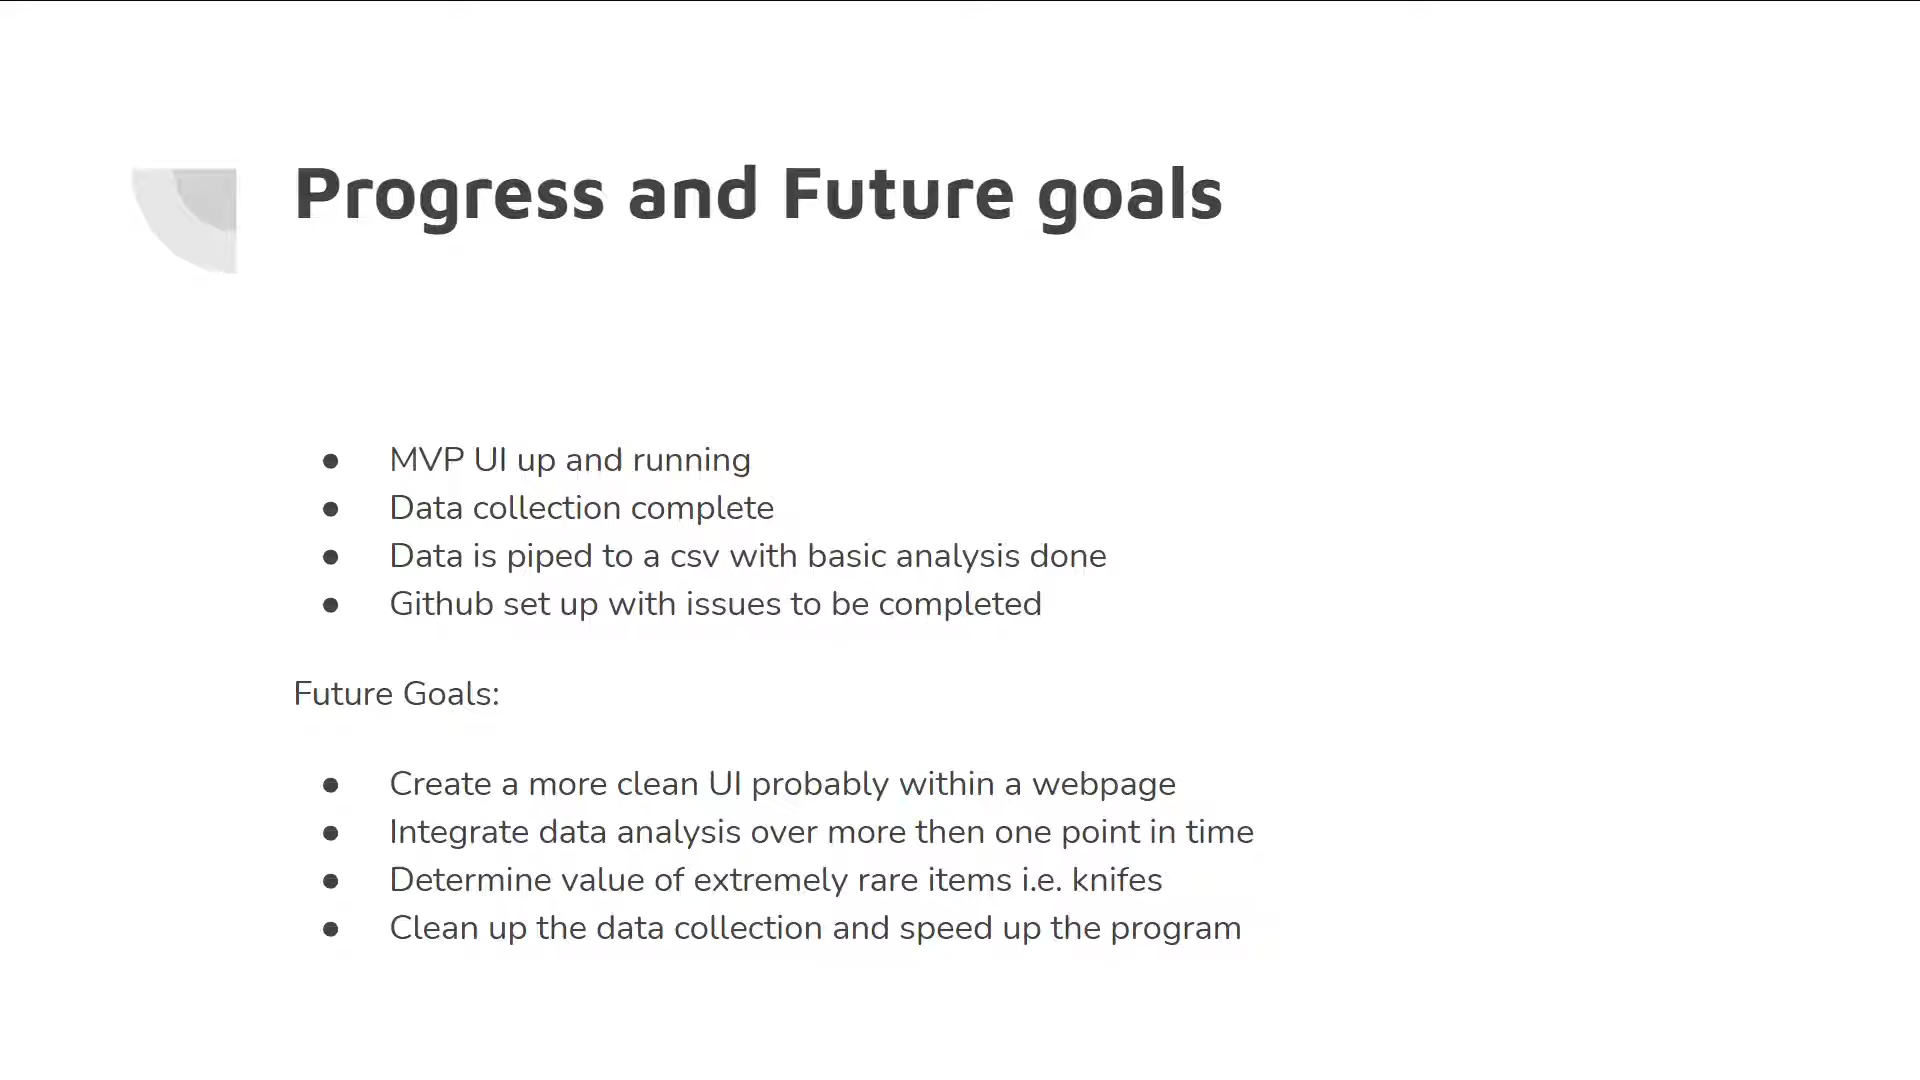 Progress and Future goals
● MVP UI up and running
● Data collection complete
● Data is piped to a csv with basic analysis done
● Github set up with issues to be completed
Future Goals:
● Create a more clean UI probably within a webpage
● Integrate data analysis over more then one point in time
● Determine value of extremely rare items i.e. knifes
● Clean up the data collection and speed up the program